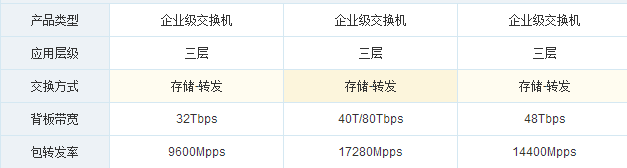 产品类型 企业级交换机 企业级交换机 企业级交换机
应用层级 三层 三层 三层
交换方式 存储-转发 存储-转发 存储-转发
背板带宽 32Tbps 40T/80Tbps 48Tbps
包转发率 9600Mpps 17280Mpps 14400Mpps